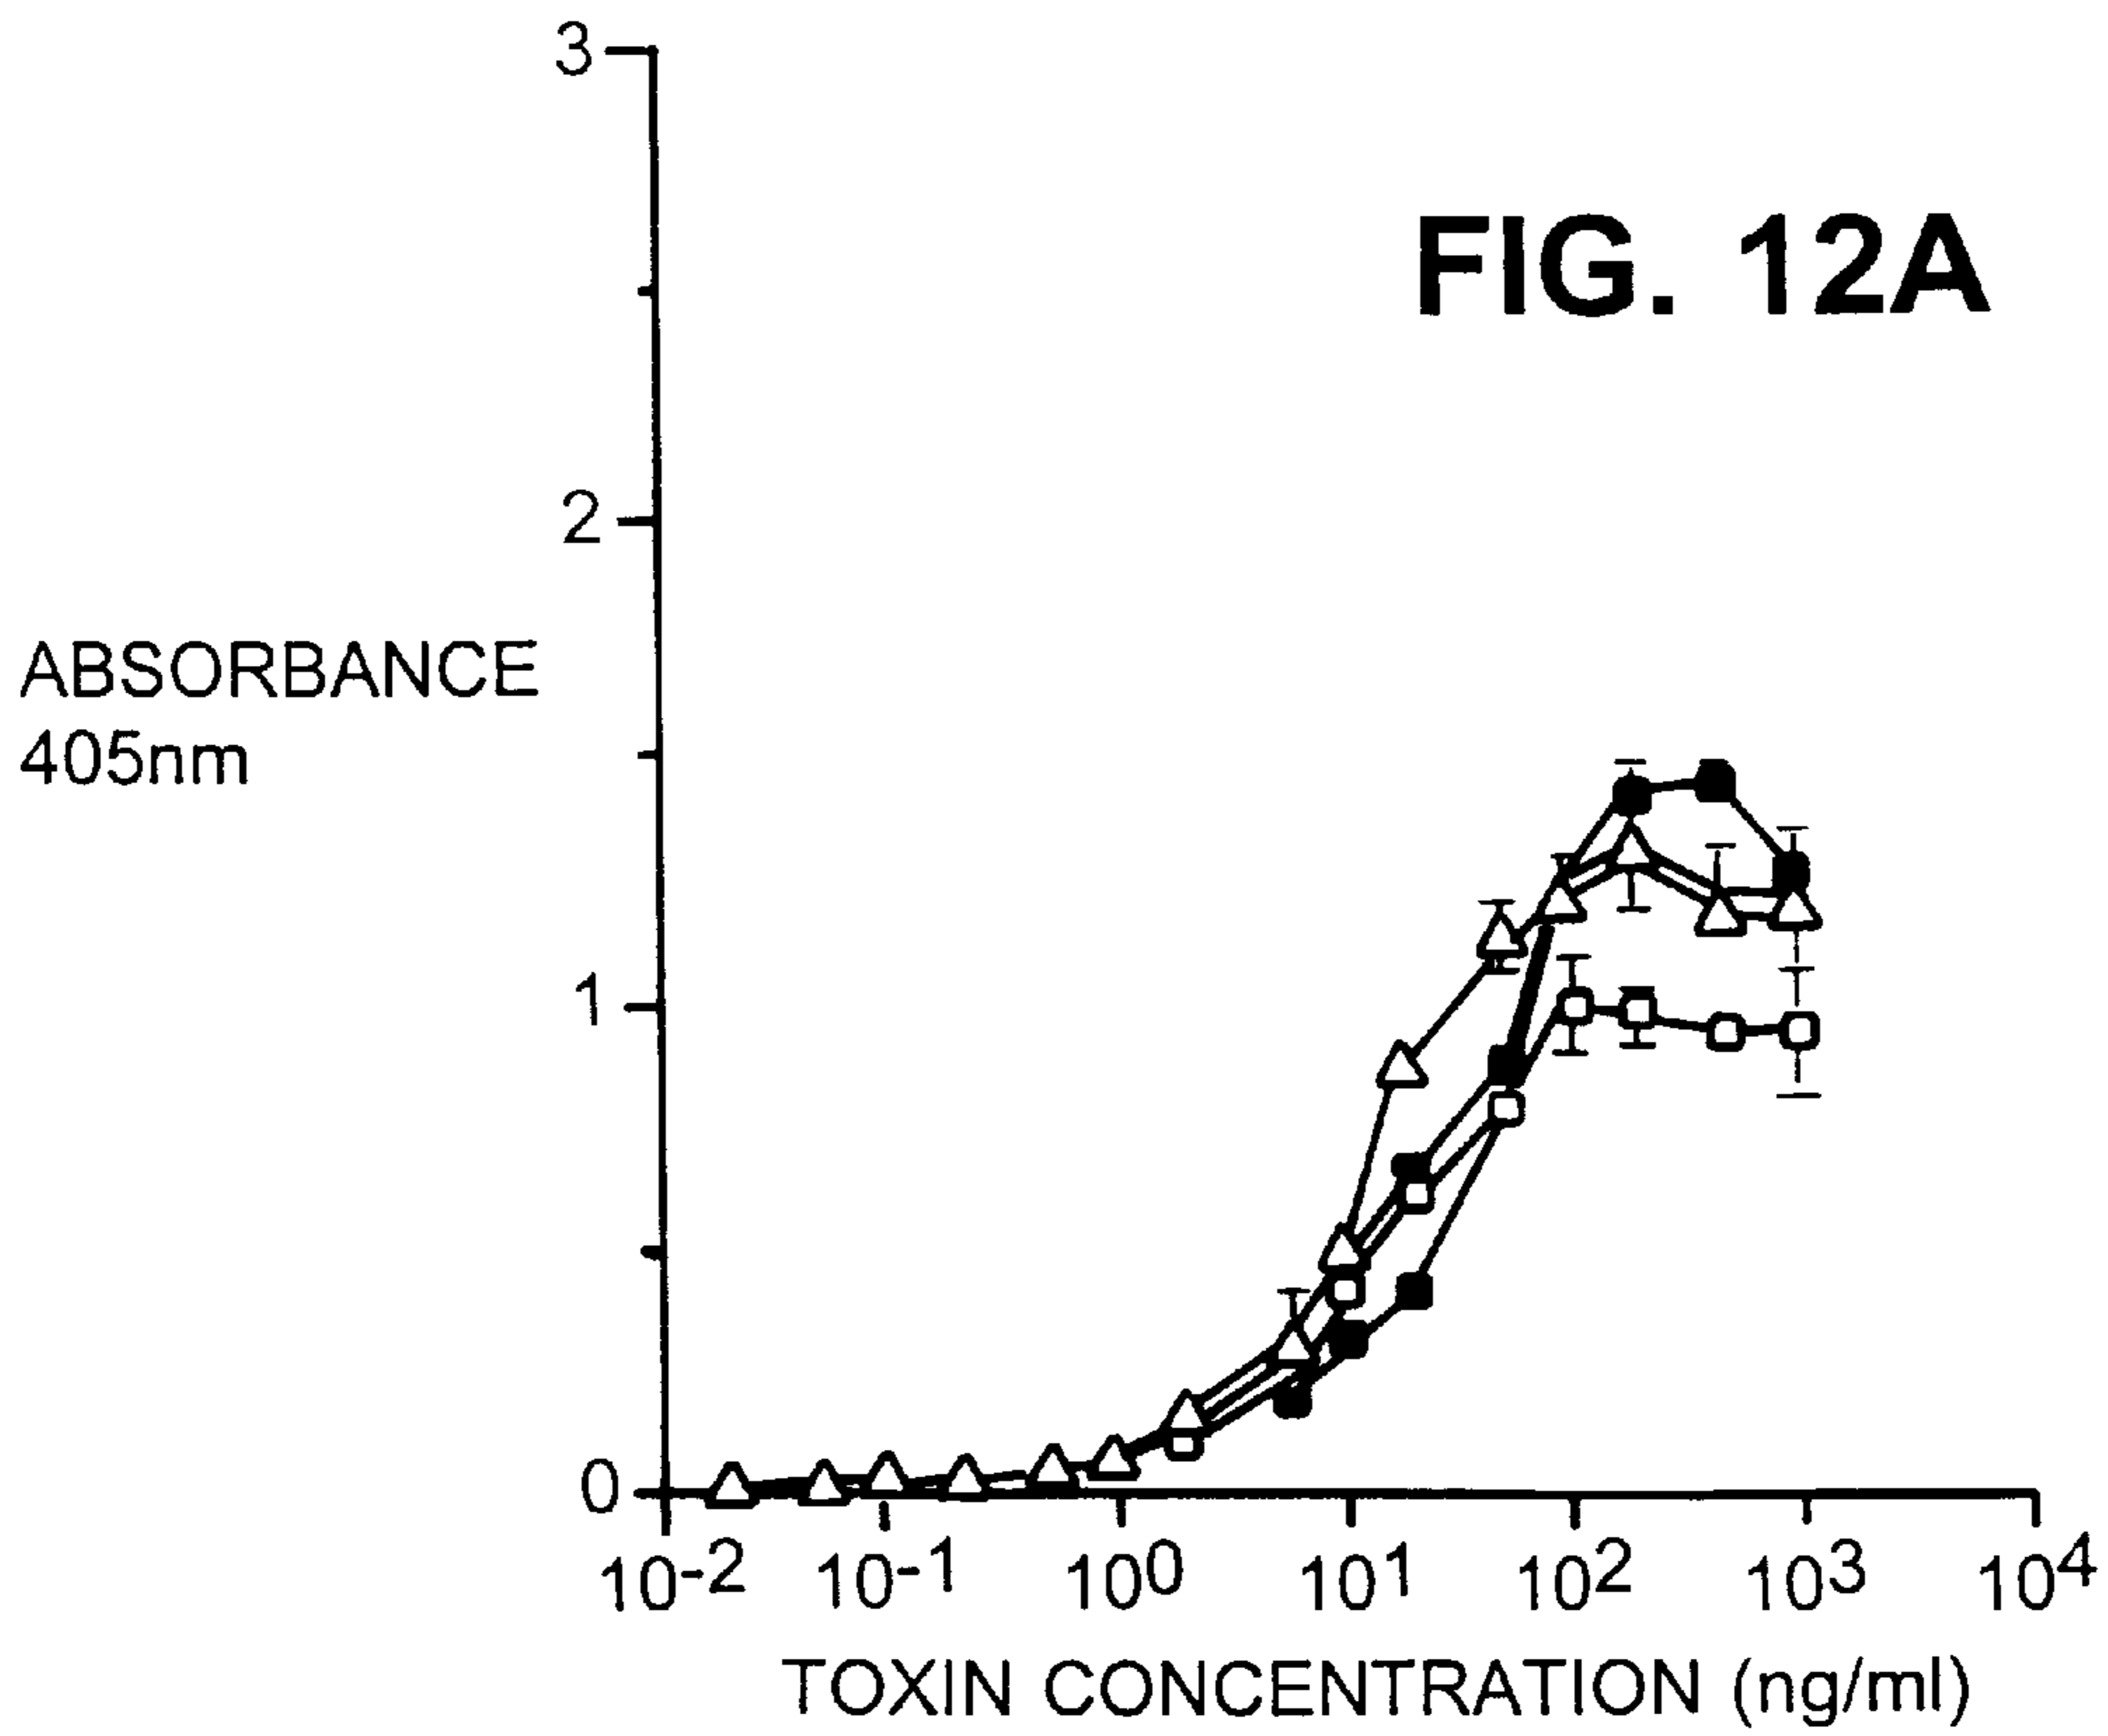 3
FIG. 12A
2
ABSORBANCE
405nm
1
0
10-2 10-1 100 101 102 103 104
TOXIN CONCENTRATION (ng/ml)